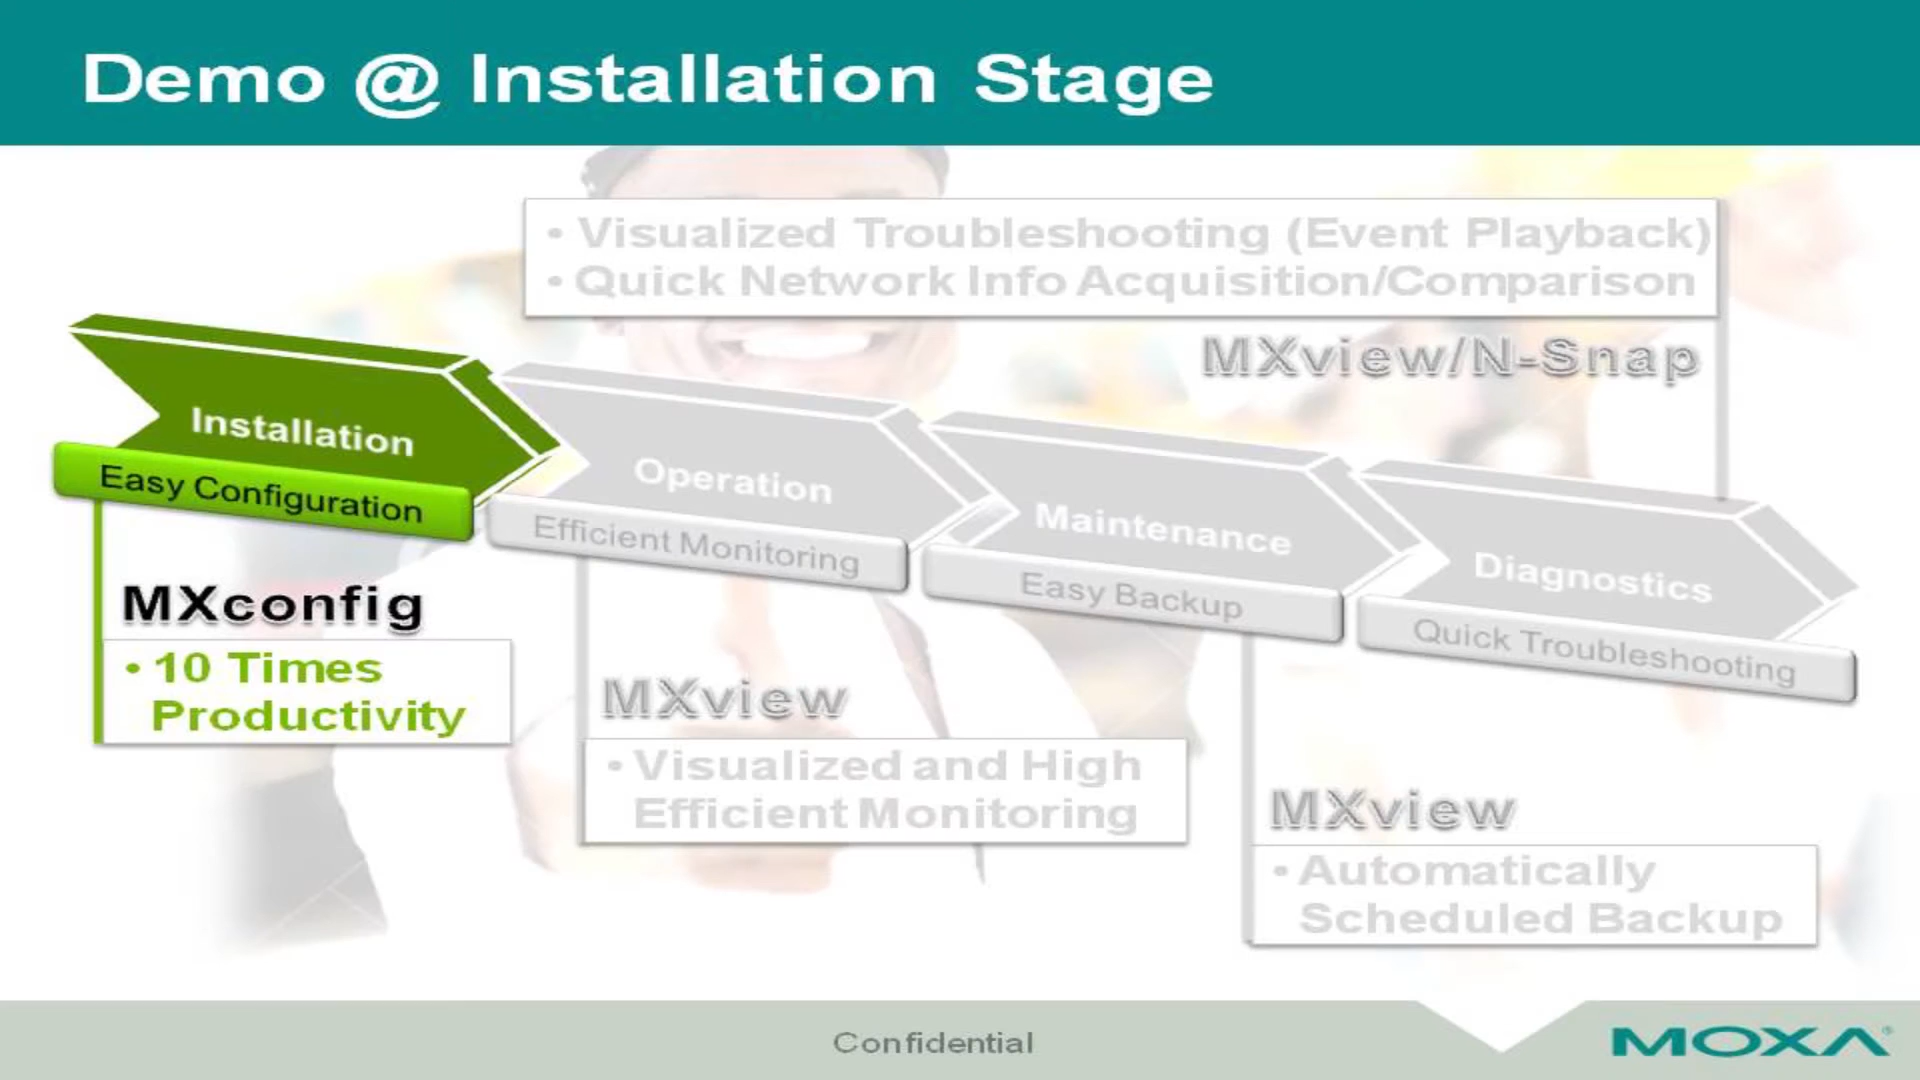 Demo @ Installation Stage
• Visualized Troubleshooting (Event Playback)
• Quick Network Info Acquisition/Comparison
MXview/N-Snap
Installation
Easy Configuration
Operation
Efficient Monitoring
Maintenance
Easy Backup
Diagnostics
Quick Troubleshooting
MXconfig
• 10 Times
Productivity
MXview
• Visualized and High
Efficient Monitoring
MXview
• Automatically
Scheduled Backup
Confidential
MOXA®